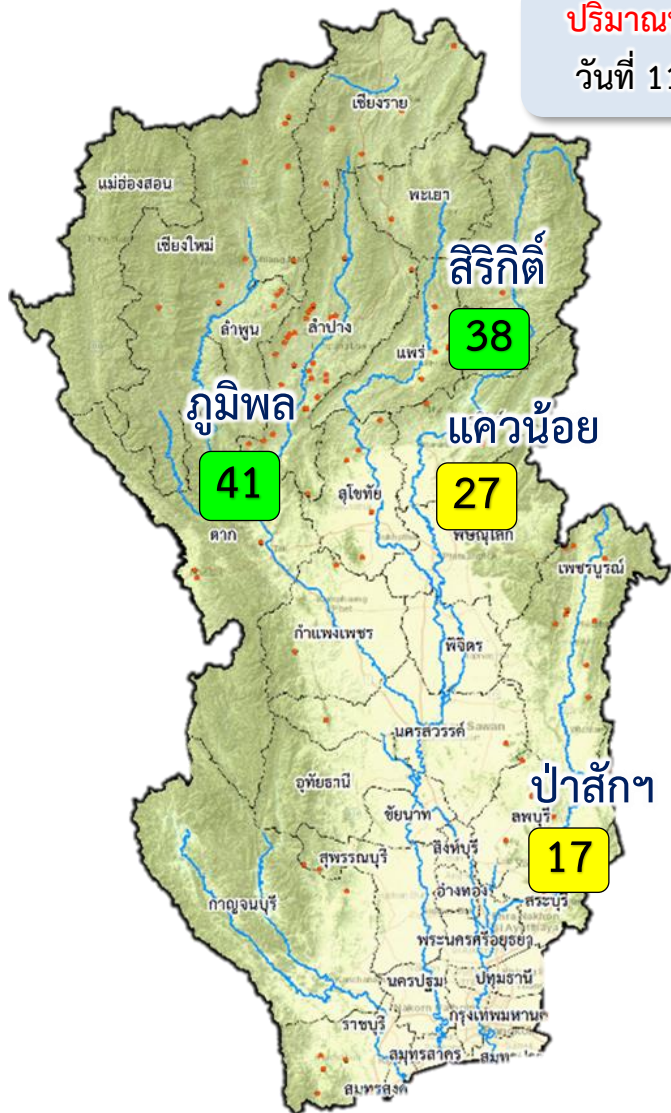 ปริมาณ
วันที่ 11
เชียงราย
แม่ฮ่องสอน
พะเยา
เชียงใหม่
สิริกิติ์
38
ลำพูน
ลำปาง
แพร่
ภูมิพล
41
แควน้อย
27
สุโขทัย
ตาก
พิษณุโลก
เพชรบูรณ์
กำแพงเพชร
พิจิตร
นครสวรรค์
Sawan
อุทัยธานี
ป่าสักฯ
17
ชัยนาท
ลพบุรี
สิงห์บุรี
สุพรรณบุรี
อ่างทอง
สระบุรี
กาญจนบุรี
พระนครศรีอยุธยา
นครปฐม
ปทุมธานี
กรุงเทพมหานค
ราชบุรี
สมุทรสาคร
สมุทรสงค